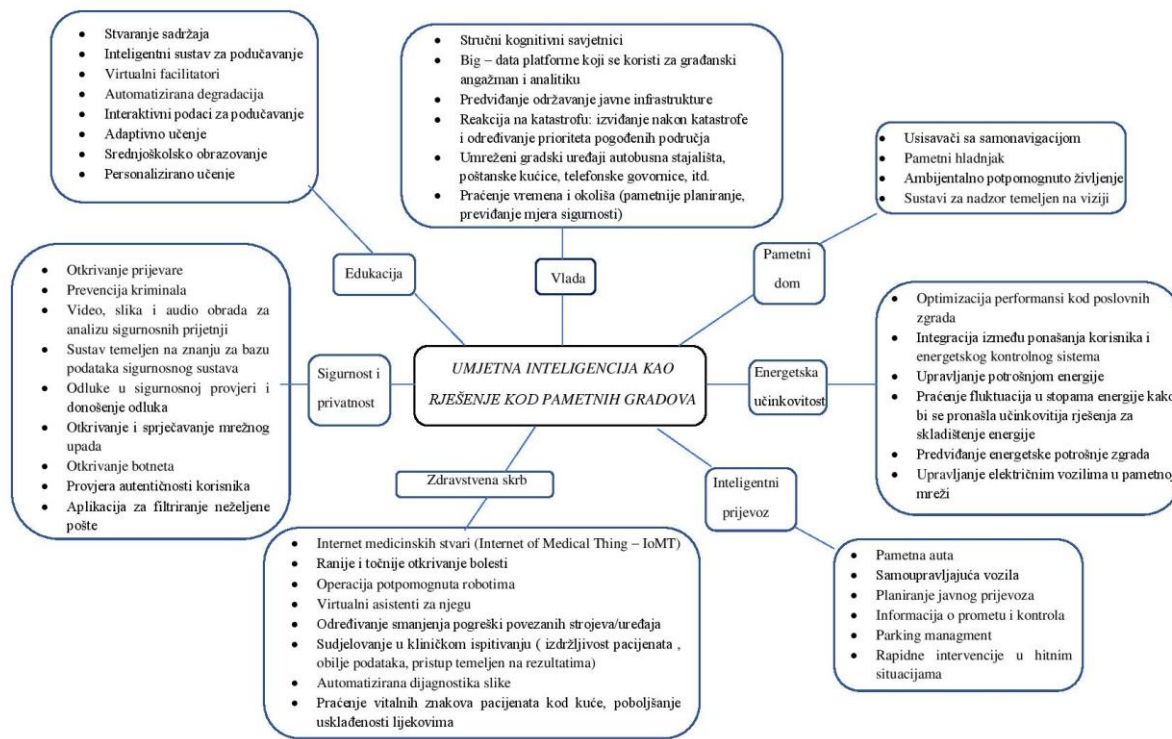 Stvaranje sadržaja
Inteligentni sustav za podučavanje
Virtualni facilitatori
Automatizirana degradacija
Interaktivni podaci za podučavanje
Adaptivno učenje
Srednjoškolsko obrazovanje
Personalizirano učenje
Edukacija
Stručni kognitivni savjetnici
Big – data platforme koji se koristi za građanski
angažman i analitiku
Predviđanje održavanje javne infrastrukture
Reakcija na katastrofu: izviđanje nakon katastrofe
i određivanje prioriteta pogođenih područja
Umreženi gradski uređaji autobusna stajališta,
poštanske kućice, telefonske govornice, itd.
Praćenje vremena i okoliša (pametnije planiranje,
previđanje mjera sigurnosti)
Vlada
Usisavači sa samonavigacijom
Pametni hladnjak
Ambijentalno potpomognuto življenje
Sustavi za nadzor temeljen na viziji
Pametni
dom
Otkrivanje prijevare
Prevencija kriminala
Video, slika i audio obrada za
analizu sigurnosnih prijetnji
Sustav temeljen na znanju za bazu
podataka sigurnosnog sustava
Odluke u sigurnosnoj provjeri i
donošenje odluka
Otkrivanje i sprječavanje mrežnog
upada
Otkrivanje botneta
Provjera autentičnosti korisnika
Aplikacija za filtriranje neželjene
pošte
Sigurnost i
privatnost
UMJETNA INTELIGENCIJA KAO
RJEŠENJE KOD PAMETNIH GRADOVA
Energetska
učinkovitost
Optimizacija performansi kod poslovnih
zgrada
Integracija između ponašanja korisnika i
energetskog kontrolnog sistema
Upravljanje potrošnjom energije
Praćenje fluktuacija u stopama energije kako
bi se pronašla učinkovitija rješenja za
skladištenje energije
Predviđanje energetske potrošnje zgrada
Upravljanje električnim vozilima u pametnoj
mreži
Zdravstvena skrb
Internet medicinskih stvari (Internet of Medical Thing – IoMT)
Ranije i točnije otkrivanje bolesti
Operacija potpomognuta robotima
Virtualni asistenti za njegu
Određivanje smanjenja pogreški povezanih strojeva/uređaja
Sudjelovanje u kliničkom ispitivanju ( izdržljivost pacijenata ,
obilje podataka, pristup temeljen na rezultatima)
Automatizirana dijagnostika slike
Praćenje vitalnih znakova pacijenata kod kuće, poboljšanje
usklađenosti lijekovima
Inteligentni
prijevoz
Pametna auta
Samoupravljajuća vozila
Planiranje javnog prijevoza
Informacija o prometu i kontrola
Parking managment
Rapidne intervencije u hitnim
situacijama